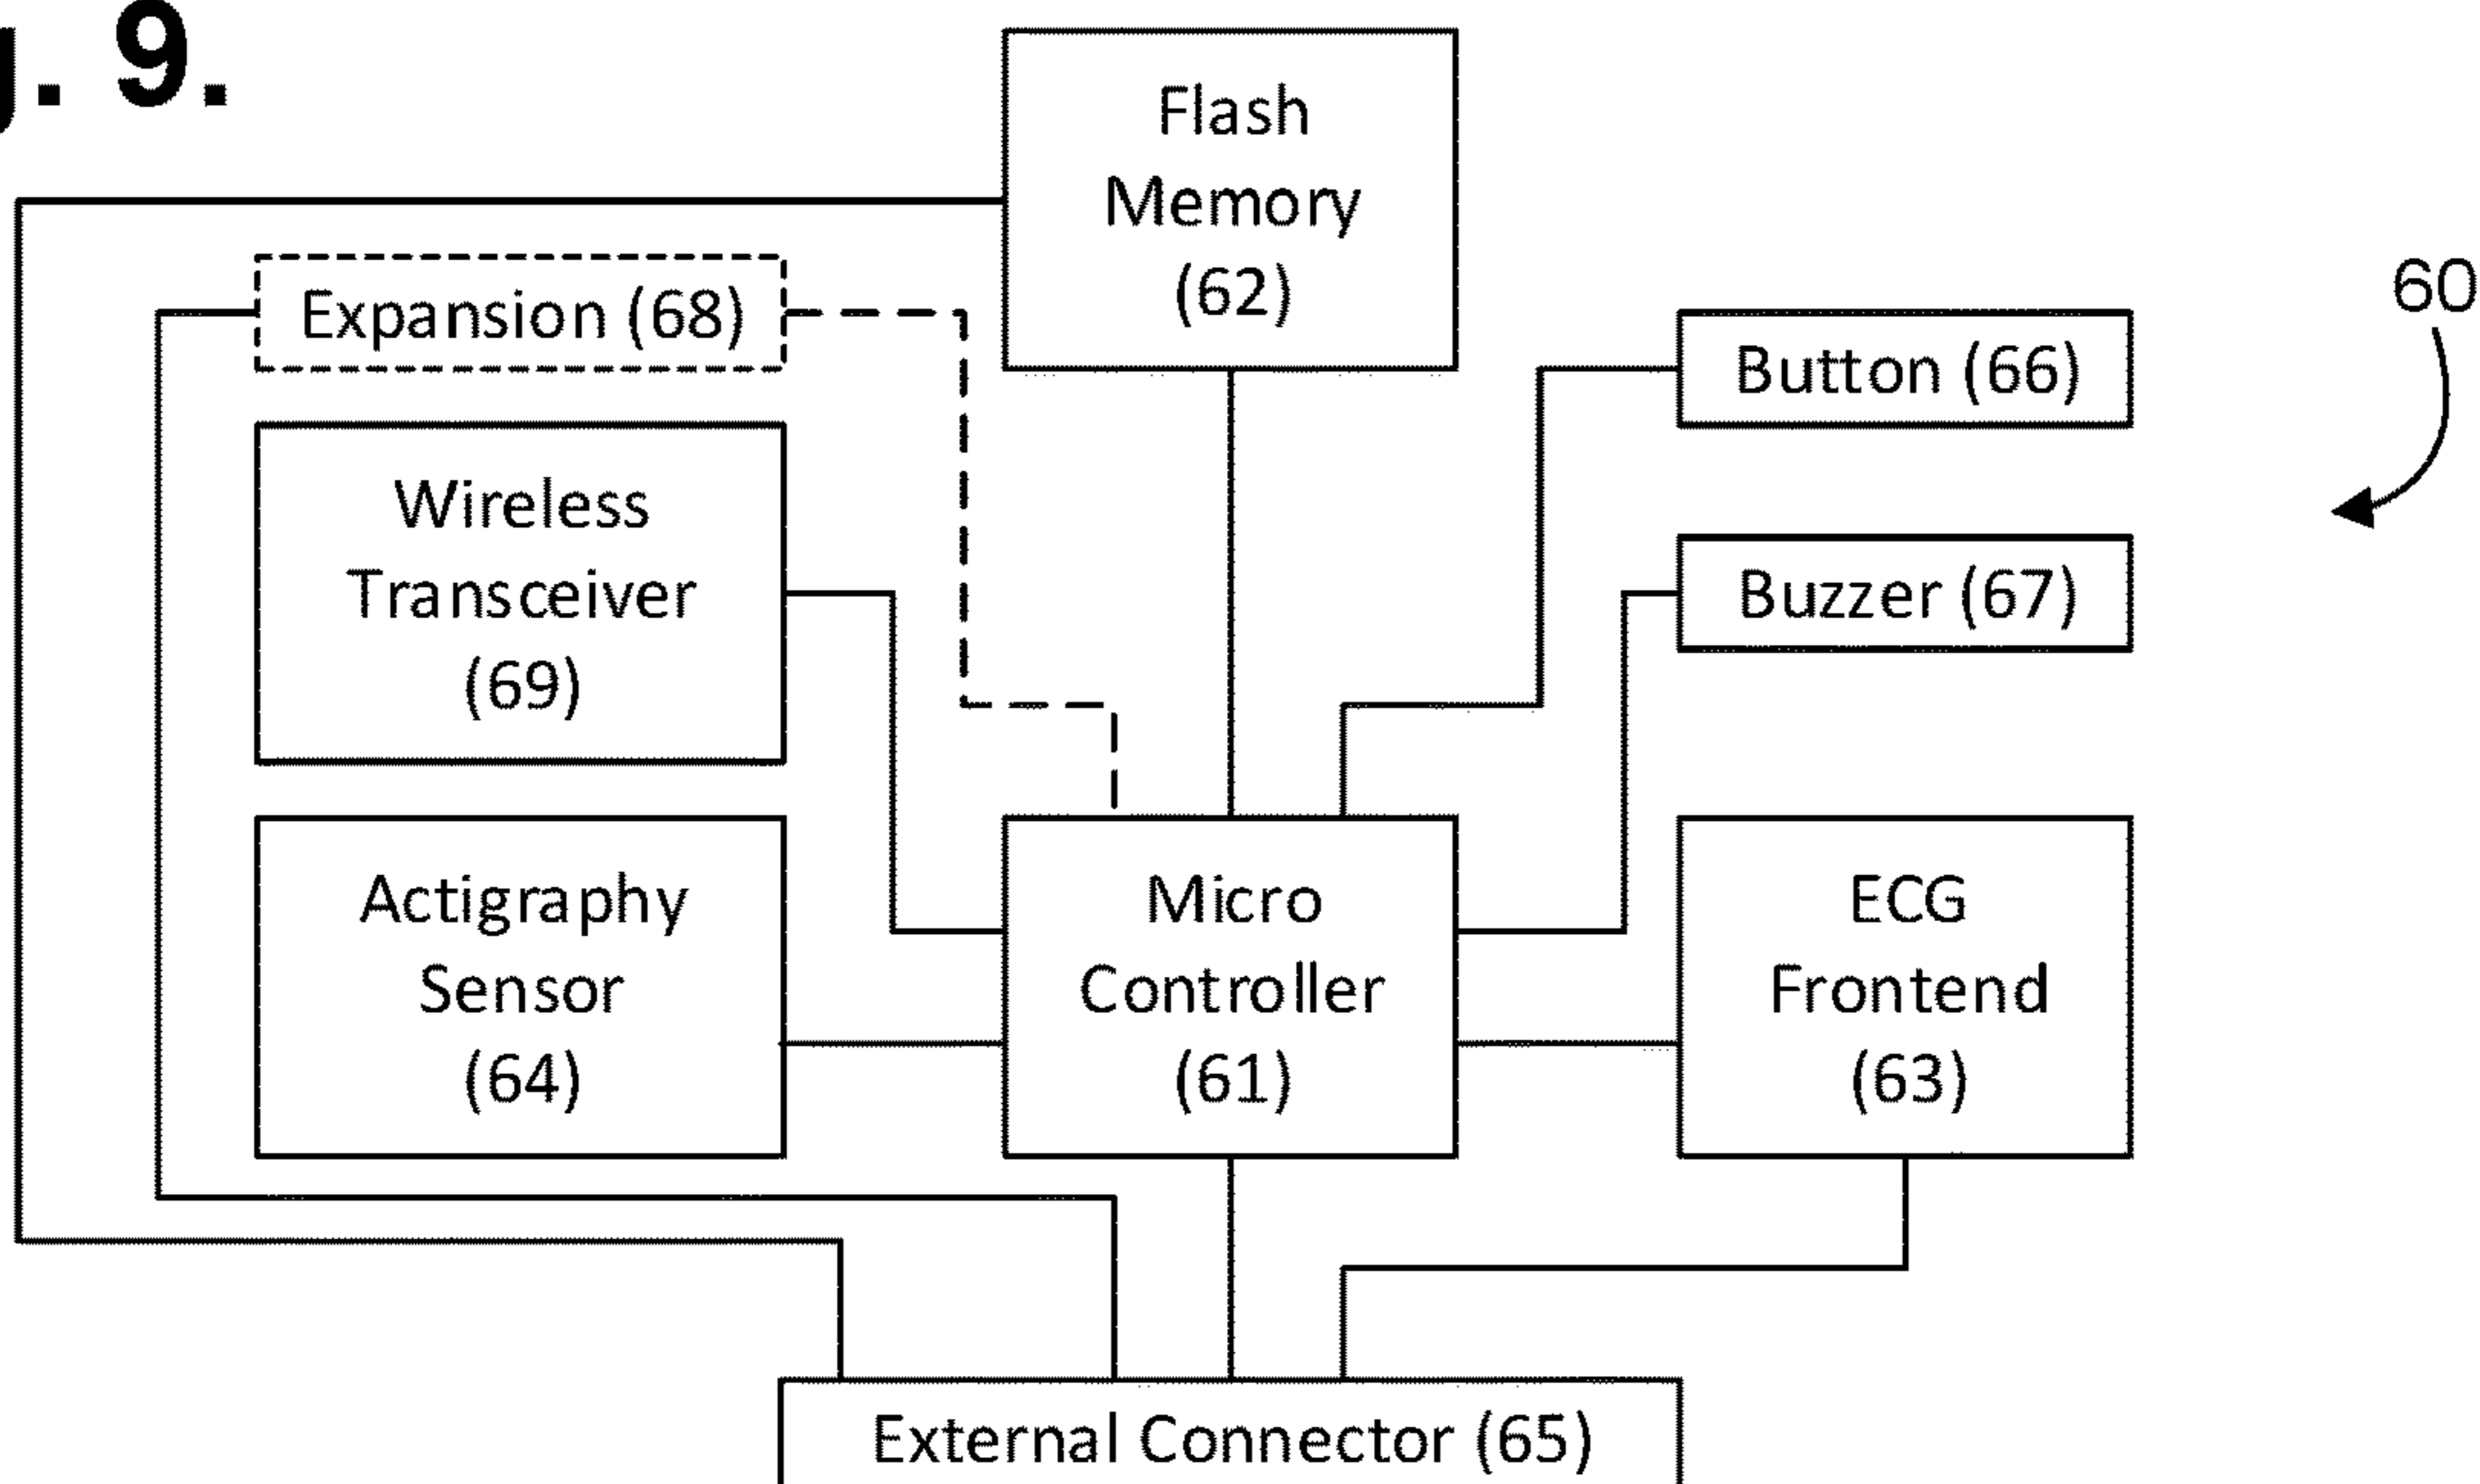 g. 9.
Flash
Memory
(62)
Expansion (68)
60
Button (66)
Wireless
Transceiver
(69)
Buzzer (67)
Actigraphy
Sensor
(64)
Micro
Controller
(61)
ECG
Frontend
(63)
External Connector (65)